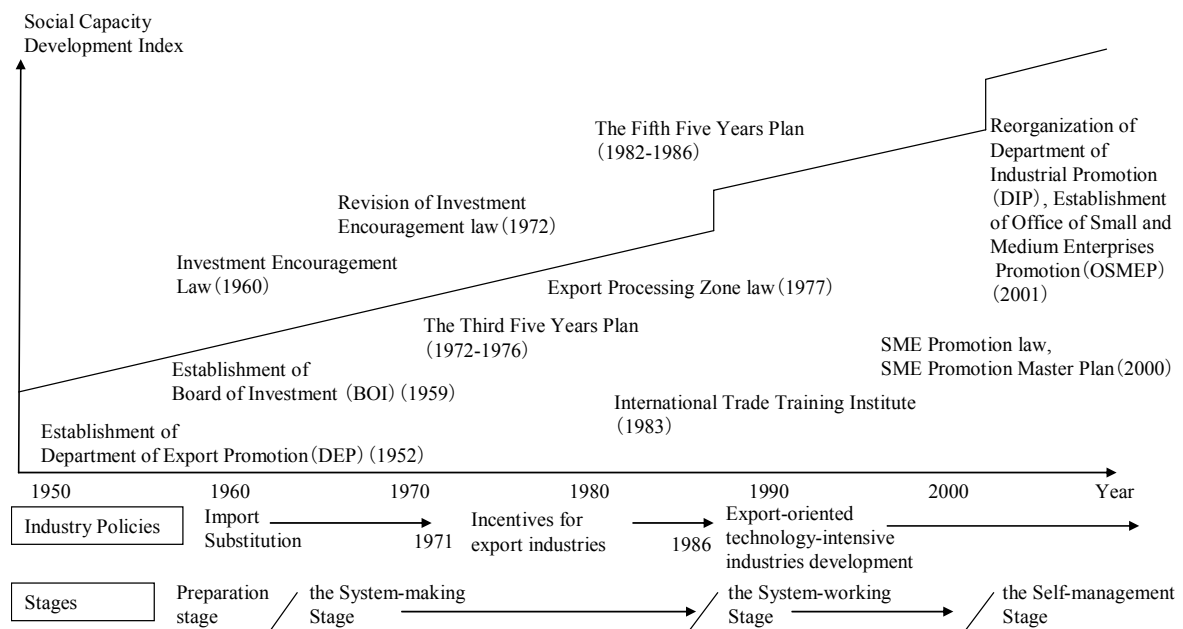 Social Capacity
Development Index
The Fifth Five Years Plan
(1982-1986)
Reorganization of
Department of
Industrial Promotion
(DIP), Establishment
of Office of Small and
Medium Enterprises
Promotion(OSMEP)
(2001)
Revision of Investment
Encouragement law(1972)
Investment Encouragement
Law(1960)
Export Processing Zone law(1977)
The Third Five Years Plan
(1972-1976)
SME Promotion law,
SME Promotion Master Plan(2000)
Establishment of
Board of Investment (BOI)(1959)
International Trade Training Institute
(1983)
Establishment of
Department of Export Promotion(DEP)(1952)
1950 1960 1970 1980 1990 2000 Year
Industry Policies
Import
Substitution
1971
Incentives for
export industries
1986
Export-oriented
technology-intensive
industries development
Stages
Preparation
stage
the System-making
Stage
the System-working
Stage
the Self-management
Stage